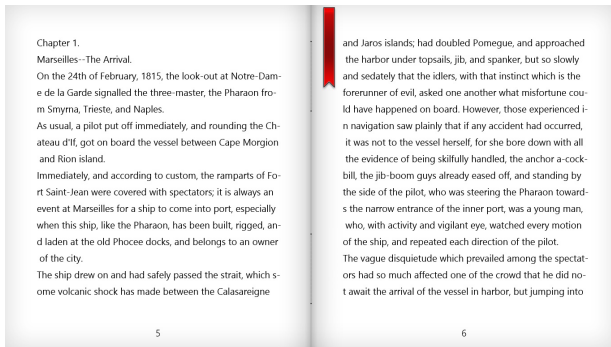 Chapter 1.
Marseilles--The Arrival.
On the 24th of February, 1815, the look-out at Notre-Dam-
e de la Garde signalled the three-master, the Pharaon fro-
m Smyrna, Trieste, and Naples.
As usual, a pilot put off immediately, and rounding the Ch-
ateau d'If, got on board the vessel between Cape Morgion
and Rion island.
Immediately, and according to custom, the ramparts of Fo-
rt Saint-Jean were covered with spectators; it is always an
event at Marseilles for a ship to come into port, especially
when this ship, like the Pharaon, has been built, rigged, an-
d laden at the old Phocee docks, and belongs to an owner
of the city.
The ship drew on and had safely passed the strait, which s-
ome volcanic shock has made between the Calasareigne
5
and Jaros islands; had doubled Pomegue, and approached
the harbor under topsails, jib, and spanker, but so slowly
and sedately that the idlers, with that instinct which is the
forerunner of evil, asked one another what misfortune cou-
ld have happened on board. However, those experienced i-
n navigation saw plainly that if any accident had occurred,
it was not to the vessel herself, for she bore down with all
the evidence of being skilfully handled, the anchor a-cock-
bill, the jib-boom guys already eased off, and standing by
the side of the pilot, who was steering the Pharaon toward-
s the narrow entrance of the inner port, was a young man,
who, with activity and vigilant eye, watched every motion
of the ship, and repeated each direction of the pilot.
The vague disquietude which prevailed among the spectat-
ors had so much affected one of the crowd that he did no-
t await the arrival of the vessel in harbor, but jumping into
6